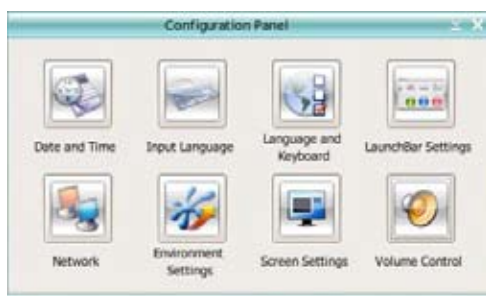 Configuration Panel
Date and Time
Input Language
Language and
Keyboard
LaunchBar Settings
Network
Environment
Settings
Screen Settings
Volume Control